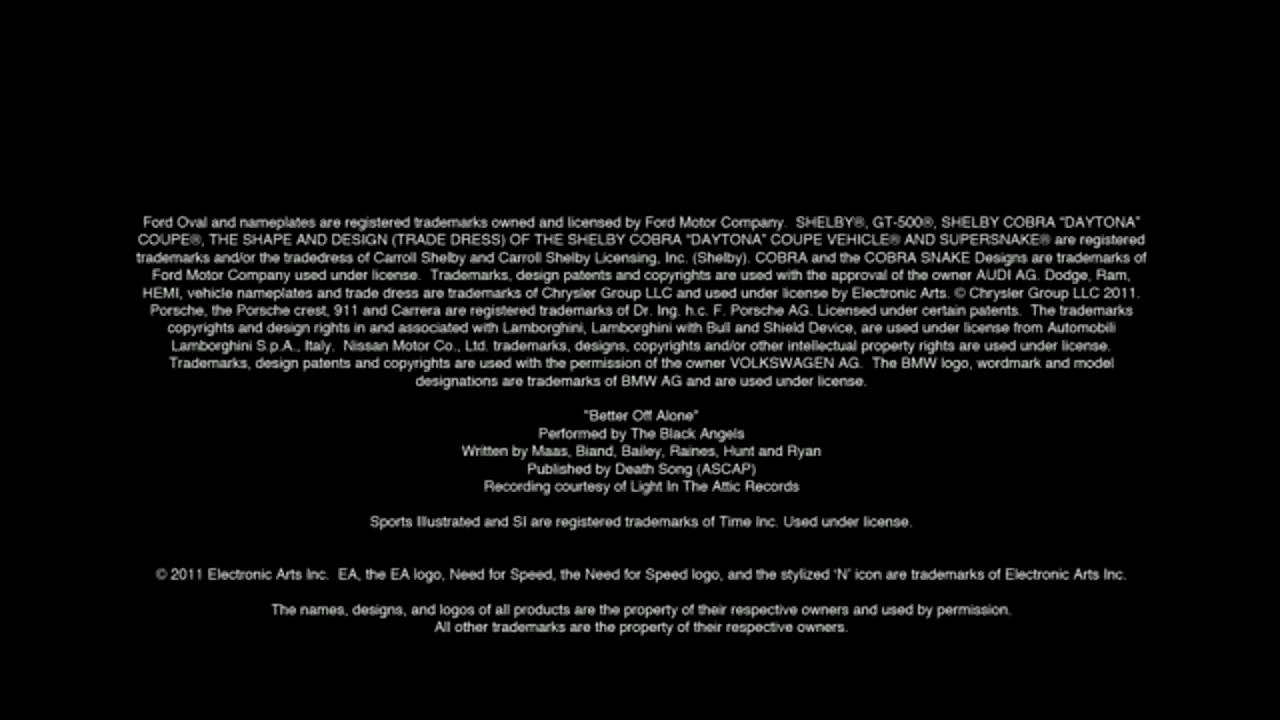 Ford Oval and nameplates are registered trademarks owned and licensed by Ford Motor Company.  SHELBY®, GT-500®, SHELBY COBRA "DAYTONA"
COUPE®, THE SHAPE AND DESIGN (TRADE DRESS) OF THE SHELBY COBRA "DAYTONA" COUPE VEHICLE® AND SUPERSNAKE® are registered
trademarks and/or the tradedress of Carroll Shelby and Carroll Shelby Licensing, Inc. (Shelby). COBRA and the COBRA SNAKE Designs are trademarks of
Ford Motor Company used under license.  Trademarks, design patents and copyrights are used with the approval of the owner AUDI AG. Dodge, Ram,
HEMI, vehicle nameplates and trade dress are trademarks of Chrysler Group LLC and used under license by Electronic Arts. © Chrysler Group LLC 2011.
Porsche, the Porsche crest, 911 and Carrera are registered trademarks of Dr. Ing. h.c. F. Porsche AG. Licensed under certain patents.  The trademarks
copyrights and design rights in and associated with Lamborghini, Lamborghini with Bull and Shield Device, are used under license from Automobili
Lamborghini S.p.A., Italy.  Nissan Motor Co., Ltd. trademarks, designs, copyrights and/or other intellectual property rights are used under license.
Trademarks, design patents and copyrights are used with the permission of the owner VOLKSWAGEN AG.  The BMW logo, wordmark and model
designations are trademarks of BMW AG and are used under license.
"Better Off Alone"
Performed by The Black Angels
Written by Maas, Biand, Bailey, Raines, Hunt and Ryan
Published by Death Song (ASCAP)
Recording courtesy of Light In The Attic Records
Sports Illustrated and SI are registered trademarks of Time Inc. Used under license.
© 2011 Electronic Arts Inc.  EA, the EA logo, Need for Speed, the Need for Speed logo, and the stylized 'N' icon are trademarks of Electronic Arts Inc.
The names, designs, and logos of all products are the property of their respective owners and used by permission.
All other trademarks are the property of their respective owners.